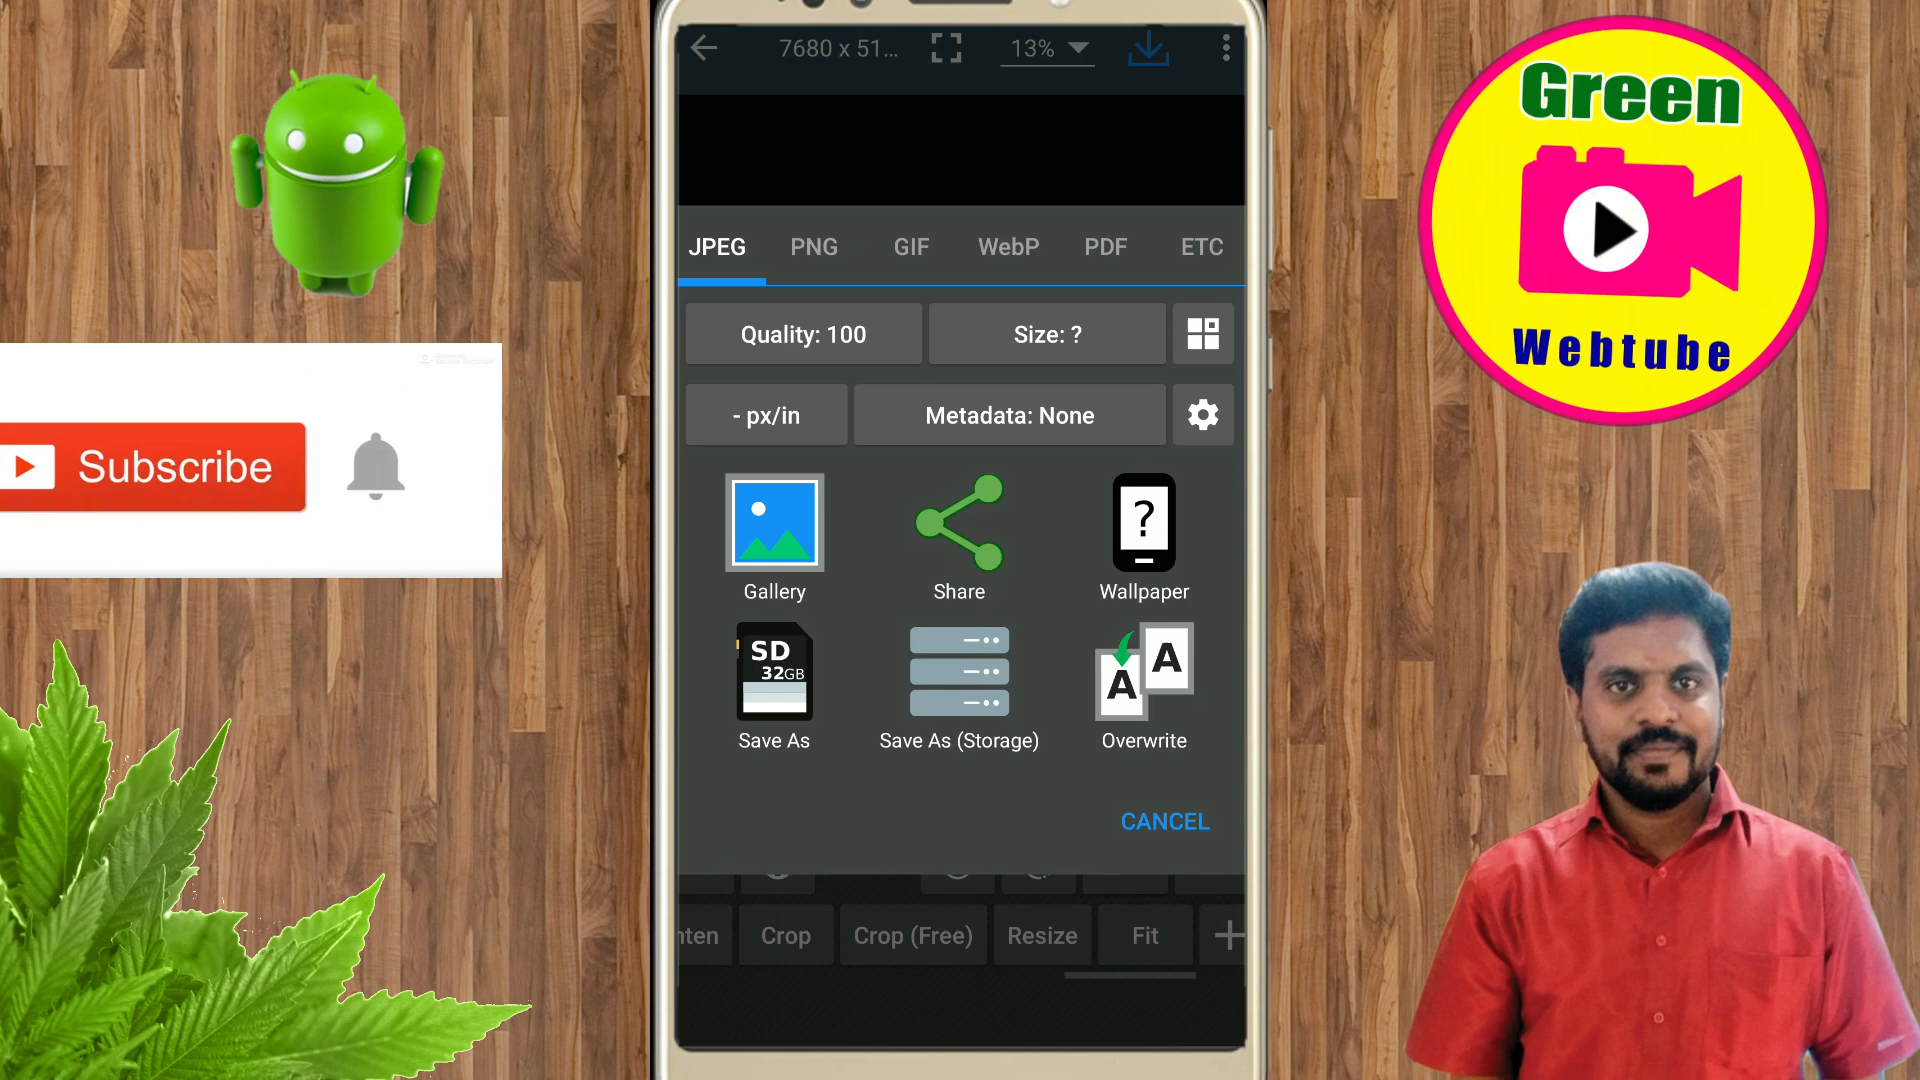 7680 x 51...
13%
JPEG
PNG
GIF
WebP
PDF
ETC
Quality: 100
Size: ?
- px/in
Metadata: None
?
Gallery
Share
Wallpaper
SD
32GB
A
A
Save As
Save As (Storage)
Overwrite
CANCEL
nten
Crop
Crop (Free)
Resize
Fit
Subscribe
Green
Webtube